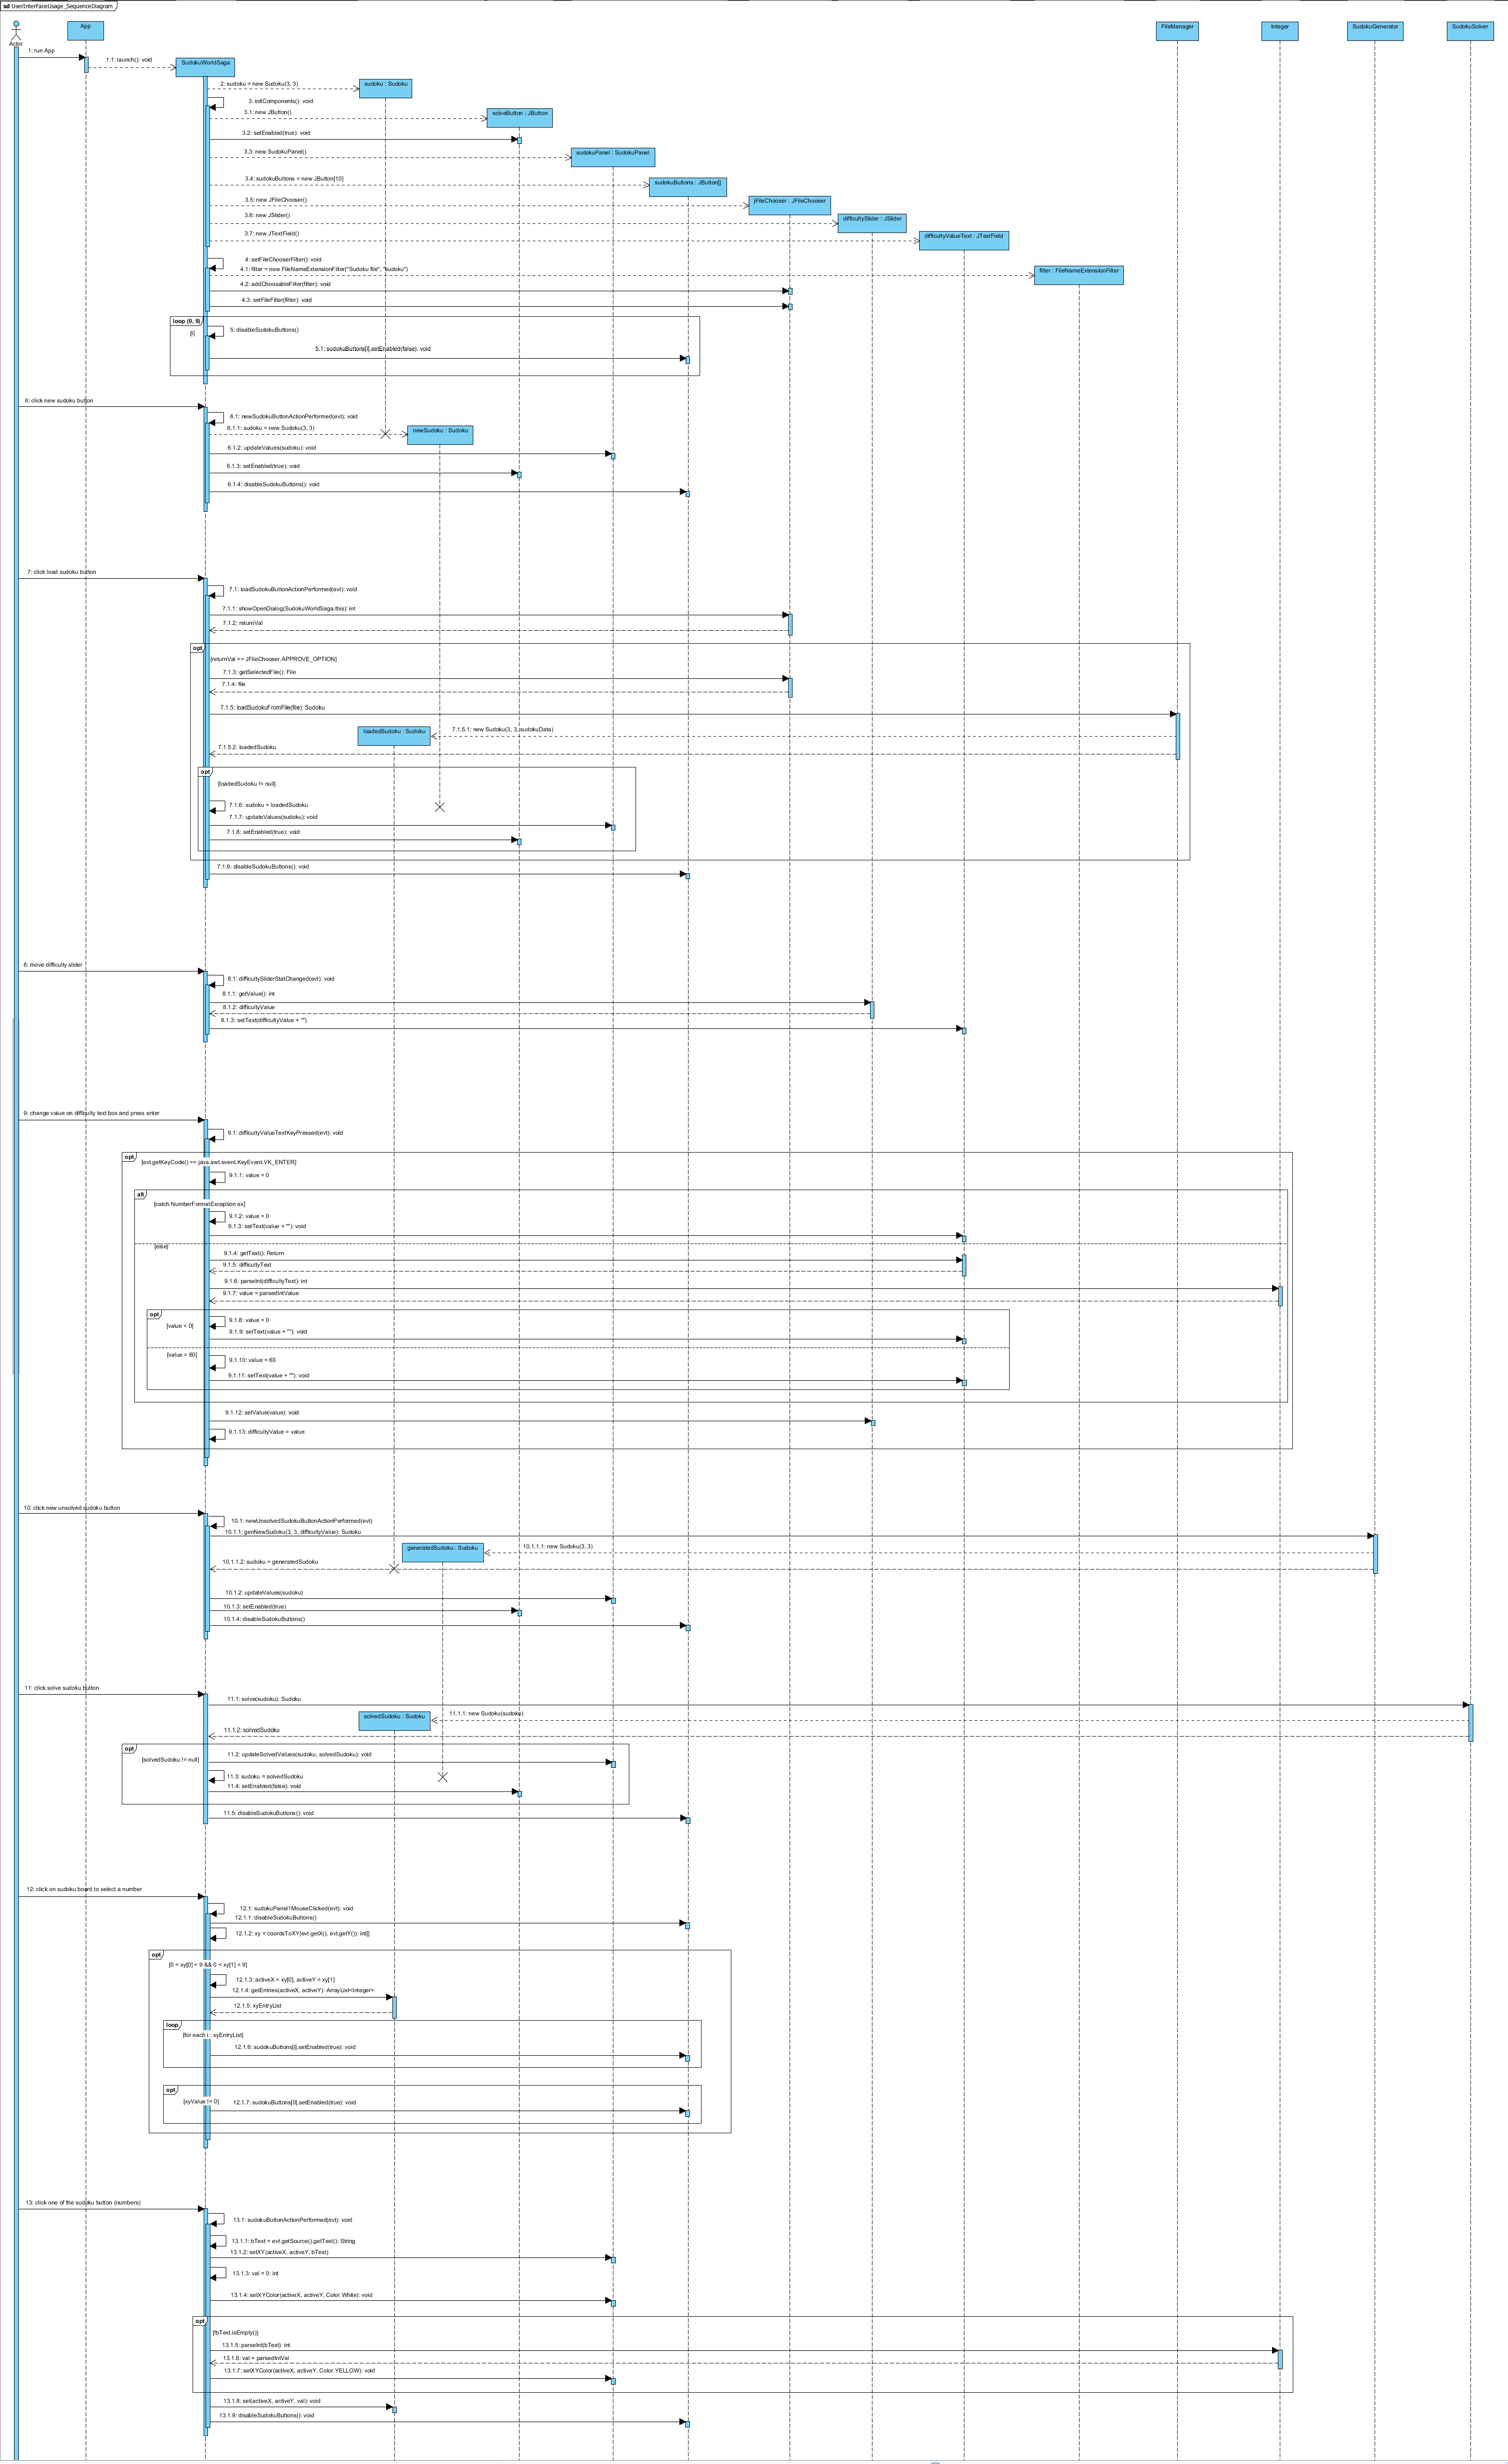 sd UserInterFaceUsage_SequenceDiagram
Actor
App
FileManager
Integer
SudokuGenerator
SudokuSolver
1: run App
1.1: launch(): void
SudokuWorldSaga
2: sudoku = new Sudoku(3, 3)
sudoku : Sudoku
3: initComponents(): void
3.1: new JButton()
solveButton : JButton
3.2: setEnabled(true): void
3.3: new SudokuPanel()
sudokuPanel : SudokuPanel
3.4: sudokuButtons = new JButton[10]
sudokuButtons : JButton[]
3.5: new JFileChooser()
jFileChooser : JFileChooser
3.6: new JSlider()
difficultySlider : JSlider
3.7: new JTextField()
difficultyValueText : JTextField
4: setFileChooserFilter(): void
4.1: filter = new FileNameExtensionFilter("Sudoku file", "sudoku")
filter : FileNameExtensionFilter
4.2: addChoosableFilter(filter): void
4.3: setFileFilter(filter): void
loop (0, 9)
[i]
5: disableSudokuButtons()
5.1: sudokuButtons[i].setEnabled(false): void
6: click new sudoku button
6.1: newSudokuButtonActionPerformed(evt): void
6.1.1: sudoku = new Sudoku(3, 3)
newSudoku : Sudoku
6.1.2: updateValues(sudoku): void
6.1.3: setEnabled(true): void
6.1.4: disableSudokuButtons(): void
7: click load sudoku button
7.1: loadSudokuButtonActionPerformed(evt): void
7.1.1: showOpenDialog(SudokuWorldSaga.this): int
7.1.2: returnVal
opt
[returnVal == JFileChooser.APPROVE_OPTION]
7.1.3: getSelectedFile(): File
7.1.4: file
7.1.5: loadSudokuFromFile(file): Sudoku
loadedSudoku : Sudoku
7.1.5.1: new Sudoku(3, 3, sudokuData)
7.1.5.2: loadedSudoku
opt
[loadedSudoku != null]
7.1.6: sudoku = loadedSudoku
7.1.7: updateValues(sudoku): void
7.1.8: setEnabled(true): void
7.1.9: disableSudokuButtons(): void
8: move difficulty slider
8.1: difficultySliderStatChanged(evt): void
8.1.1: getValue(): int
8.1.2: difficultyValue
8.1.3: setText(difficultyValue + "")
9: change value on difficulty text box and press enter
9.1: difficultyValueTextKeyPressed(evt): void
opt
[evt.getKeyCode() == java.awt.event.KeyEvent.VK_ENTER]
9.1.1: value = 0
alt
[catch NumberFormatException ex]
9.1.2: value = 0
9.1.3: setText(value + ""): void
[else]
9.1.4: getText(): Return
9.1.5: difficultyText
9.1.6: parseInt(difficultyText): int
9.1.7: value = parsedIntValue
opt
[value < 0]
9.1.8: value = 0
9.1.9: setText(value + ""): void
[value > 60]
9.1.10: value = 60
9.1.11: setText(value + ""): void
9.1.12: setValue(value): void
9.1.13: difficultyValue = value
10: click new unsolved sudoku button
10.1: newUnsolvedSudokuButtonActionPerformed(evt)
10.1.1: genNewSudoku(3, 3, difficultyValue): Sudoku
generatedSudoku : Sudoku
10.1.1.1: new Sudoku(3, 3)
10.1.1.2: sudoku = generatedSudoku
10.1.2: updateValues(sudoku)
10.1.3: setEnabled(true)
10.1.4: disableSudokuButtons()
11: click solve sudoku button
11.1: solve(sudoku): Sudoku
solvedSudoku : Sudoku
11.1.1: new Sudoku(sudoku)
11.1.2: solvedSudoku
opt
[solvedSudoku != null]
11.2: updateSolvedValues(sudoku, solvedSudoku): void
11.3: sudoku = solvedSudoku
11.4: setEnabled(false): void
11.5: disableSudokuButtons(): void
12: click on sudoku board to select a number
12.1: sudokuPanel1MouseClicked(evt): void
12.1.1: disableSudokuButtons()
12.1.2: xy = coordsToXY(evt.getX(), evt.getY()): int[]
opt
[0 < xy[0] < 9 && 0 < xy[1] < 9]
12.1.3: activeX = xy[0], activeY = xy[1]
12.1.4: getEntries(activeX, activeY): ArrayList<Integer>
12.1.5: xyEntryList
loop
[for each i : xyEntryList]
12.1.6: sudokuButtons[i].setEnabled(true): void
opt
[xyValue != 0]
12.1.7: sudokuButtons[0].setEnabled(true): void
13: click one of the sudoku button (numbers)
13.1: sudokuButtonActionPerformed(evt): void
13.1.1: bText = evt.getSource().getText(): String
13.1.2: setXY(activeX, activeY, bText)
13.1.3: val = 0: int
13.1.4: setXYColor(activeX, activeY, Color.White): void
opt
[!bText.isEmpty()]
13.1.5: parseInt(bText): int
13.1.6: val = parsedIntVal
13.1.7: setXYColor(activeX, activeY, Color.YELLOW): void
13.1.8: set(activeX, activeY, val): void
13.1.9: disableSudokuButtons(): void